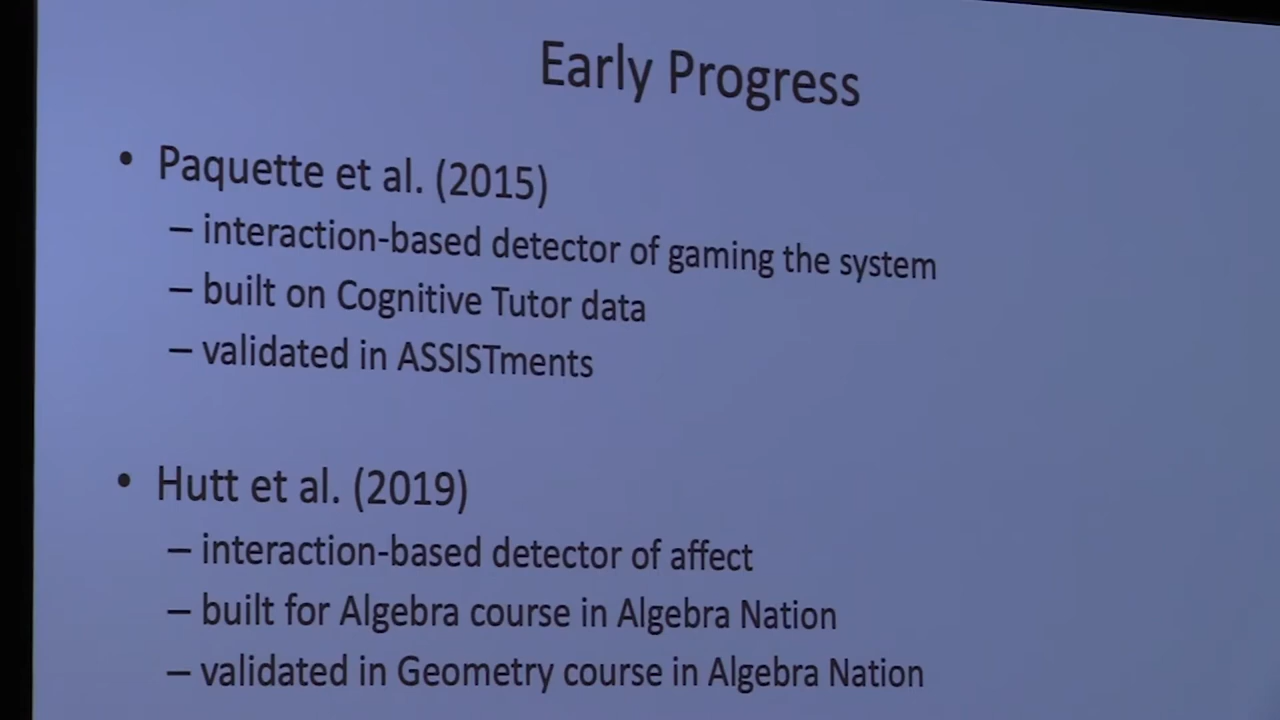 Early Progress
• Paquette et al. (2015)
– interaction-based detector of gaming the system
– built on Cognitive Tutor data
– validated in ASSISTments
• Hutt et al. (2019)
– interaction-based detector of affect
– built for Algebra course in Algebra Nation
– validated in Geometry course in Algebra Nation